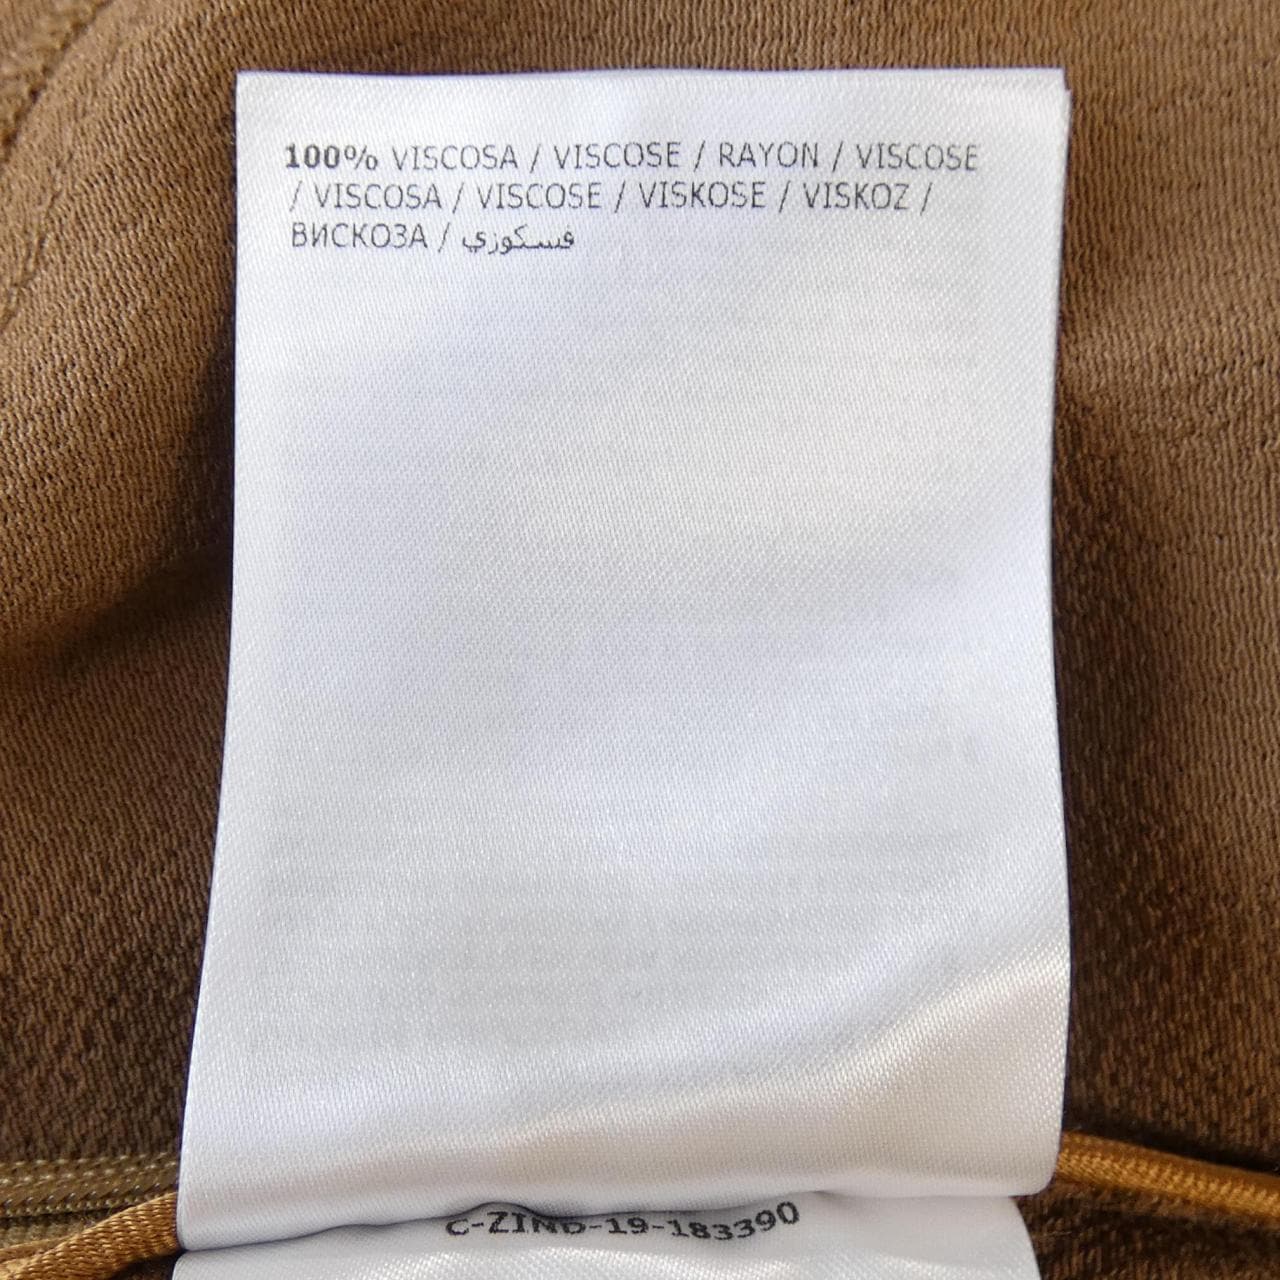 100% VISCOSA / VISCOSE / RAYON / VISCOSE
/ VISCOSA / VISCOSE / VISKOSE / VISKOZ /
ВИСКОЗА / فسكوزي
C-ZIND-19-183390